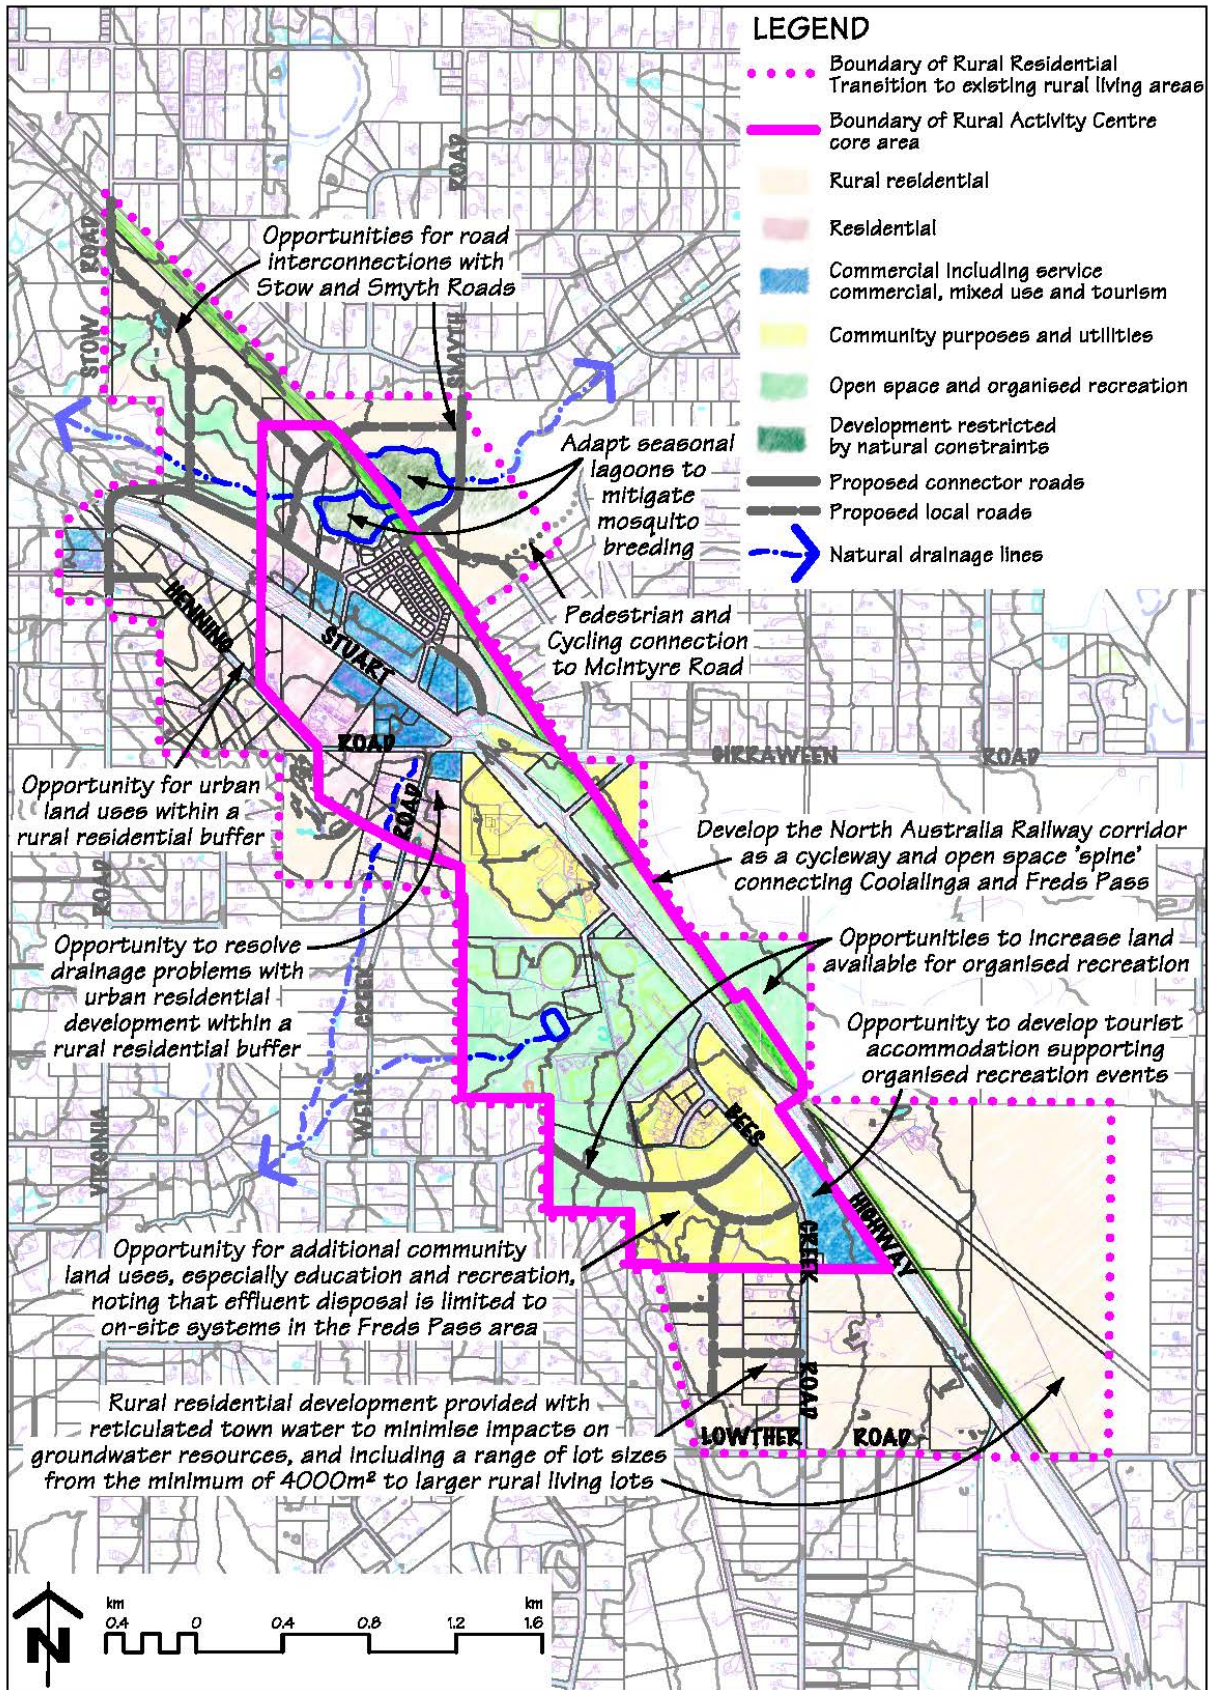 LEGEND
Boundary of Rural Residential
Transition to existing rural living areas
Boundary of Rural Activity Centre
core area
Rural residential
Residential
Commercial including service
commercial, mixed use and tourism
Community purposes and utilities
Open space and organised recreation
Development restricted
by natural constraints
Proposed connector roads
Proposed local roads
Natural drainage lines
ROAD
SMYTH
ROAD
STOW
Opportunities for road
interconnections with
Stow and Smyth Roads
Adapt seasonal
lagoons to
mitigate
mosquito
breeding
Pedestrian and
Cycling connection
to McIntyre Road
HENNING
ROAD
STUART
HIGHWAY
GIRRAWEEN
ROAD
Opportunity for urban
land uses within a
rural residential buffer
Develop the North Australia Railway corridor
as a cycleway and open space 'spine'
connecting Coolalinga and Freds Pass
ROAD
VIRGINIA
Opportunity to resolve
drainage problems with
urban residential
development within a
rural residential buffer
ROAD
CREEK
WELLS
Opportunities to increase land
available for organised recreation
Opportunity to develop tourist
accommodation supporting
organised recreation events
BEES
CREEK
ROAD
Opportunity for additional community
land uses, especially education and recreation,
noting that effluent disposal is limited to
on-site systems in the Freds Pass area
Rural residential development provided with
reticulated town water to minimise impacts on
groundwater resources, and including a range of lot sizes
from the minimum of 4000m² to larger rural living lots
LOWTHER
ROAD
N
km
km
0.4
0
0.4
0.8
1.2
1.6